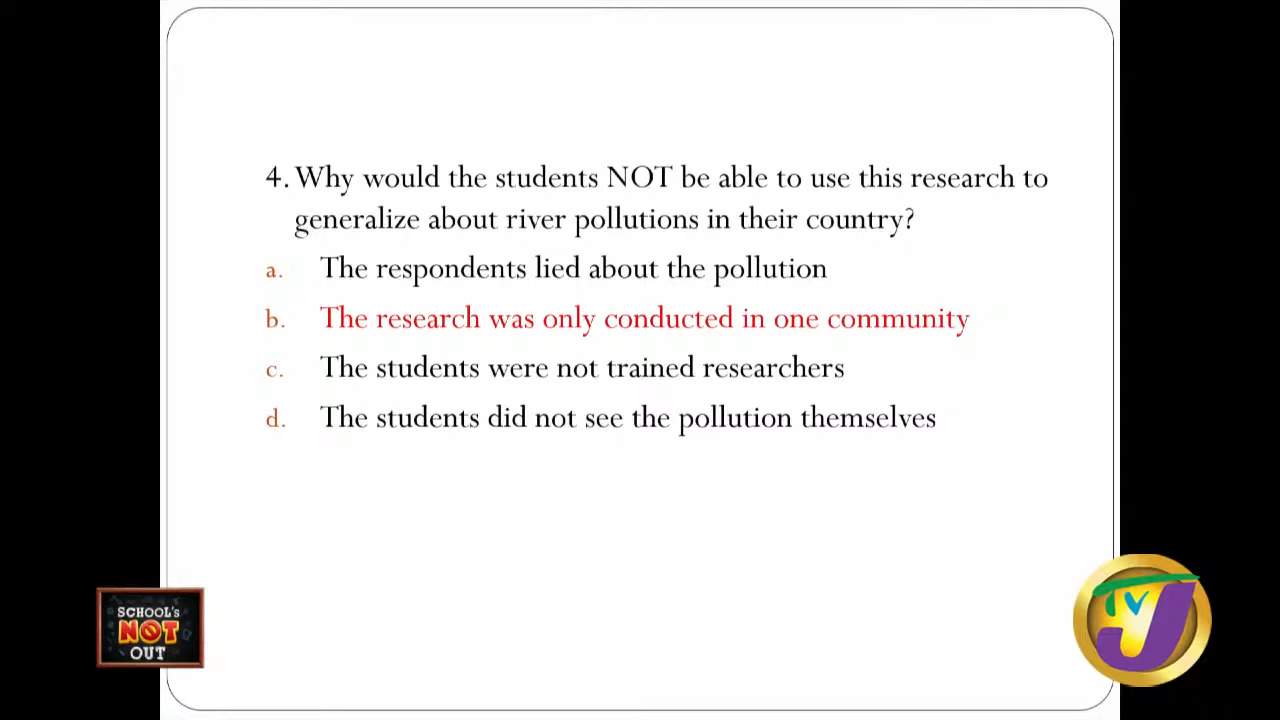 4. Why would the students NOT be able to use this research to
generalize about river pollutions in their country?
a. The respondents lied about the pollution
b. The research was only conducted in one community
c. The students were not trained researchers
d. The students did not see the pollution themselves
SCHOOL's
NOT
OUT
TVJ